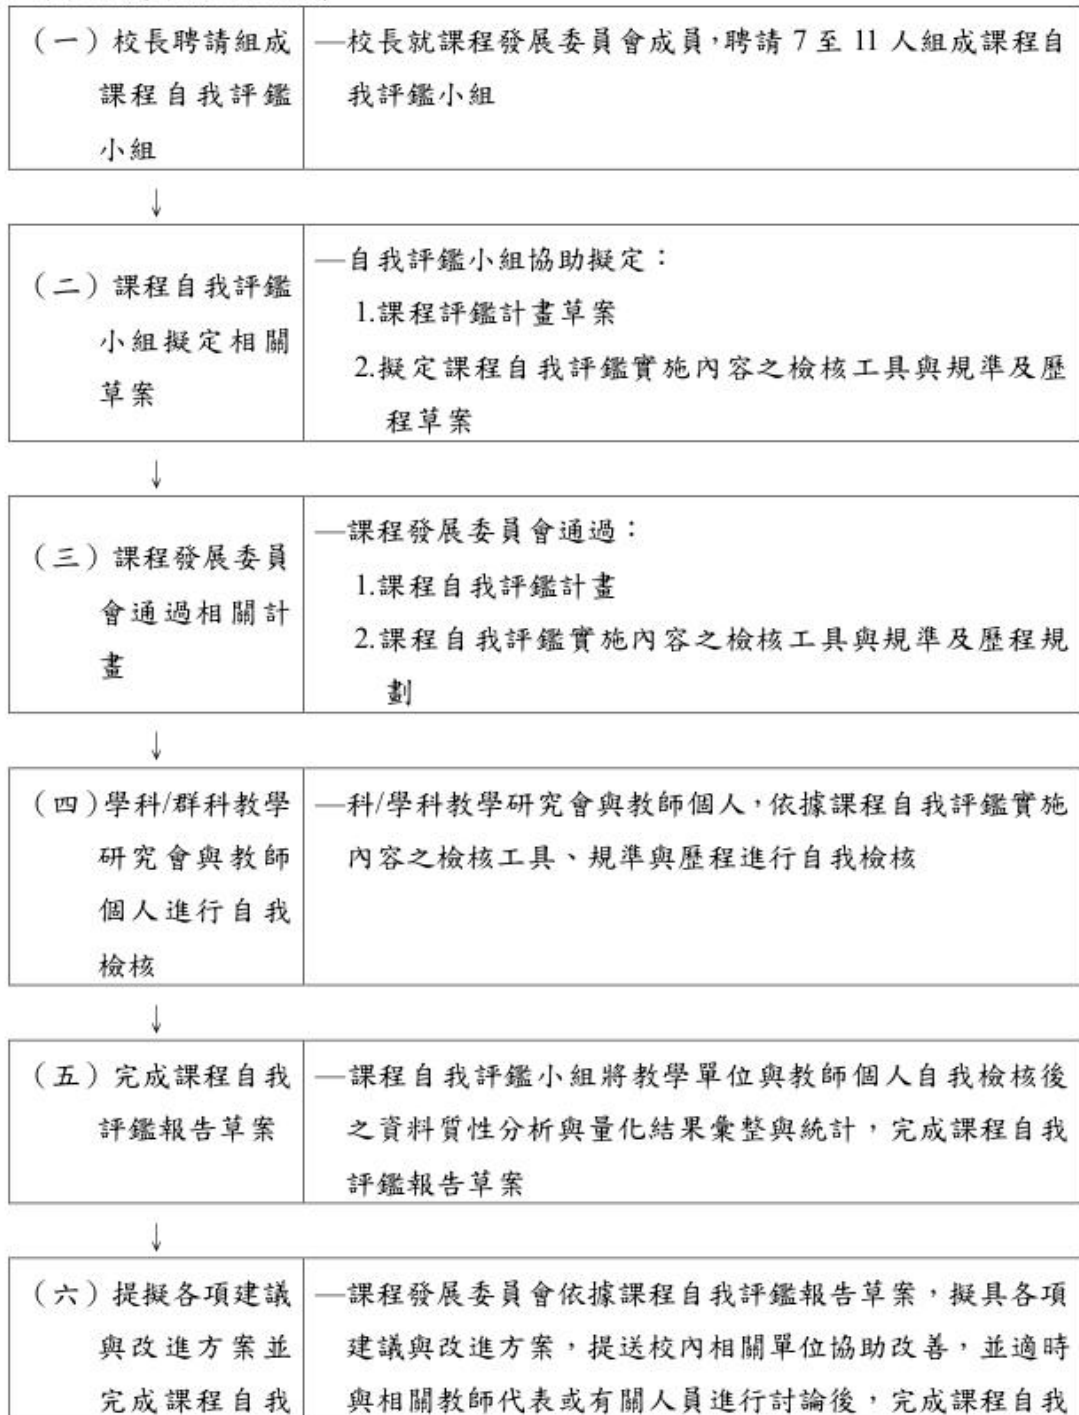 （一）校長聘請組成
課程自我評鑑
小組
—校長就課程發展委員會成員，聘請 7 至 11 人組成課程自
我評鑑小組
↓
（二）課程自我評鑑
小組擬定相關
草案
—自我評鑑小組協助擬定：
1.課程評鑑計畫草案
2.擬定課程自我評鑑實施內容之檢核工具與規準及歷
程草案
↓
（三）課程發展委員
會通過相關計
畫
—課程發展委員會通過：
1.課程自我評鑑計畫
2.課程自我評鑑實施內容之檢核工具與規準及歷程規
劃
↓
（四）學科/群科教學
研究會與教師
個人進行自我
檢核
—科/學科教學研究會與教師個人，依據課程自我評鑑實施
內容之檢核工具、規準與歷程進行自我檢核
↓
（五）完成課程自我
評鑑報告草案
—課程自我評鑑小組將教學單位與教師個人自我檢核後
之資料質性分析與量化結果彙整與統計，完成課程自我
評鑑報告草案
↓
（六）提擬各項建議
與改進方案並
完成課程自我
—課程發展委員會依據課程自我評鑑報告草案，擬具各項
建議與改進方案，提送校內相關單位協助改善，並適時
與相關教師代表或有關人員進行討論後，完成課程自我